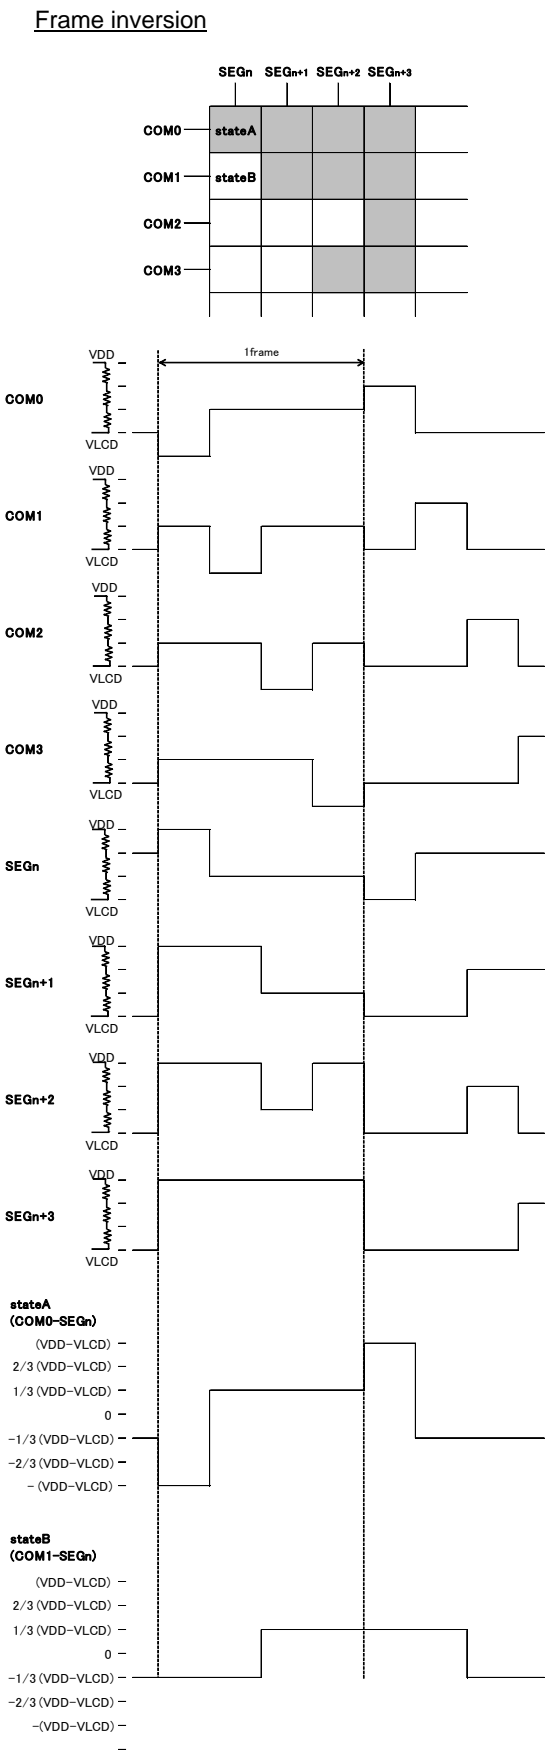 Frame inversion
SEGn SEGn+1 SEGn+2 SEGn+3
COM0 stateA
COM1 stateB
COM2
COM3
1frame
VDD
COM0
VLCD
VDD
COM1
VLCD
VDD
COM2
VLCD
VDD
COM3
VLCD
VDD
SEGn
VLCD
VDD
SEGn+1
VLCD
VDD
SEGn+2
VLCD
VDD
SEGn+3
VLCD
stateA
(COM0-SEGn)
(VDD-VLCD)
2/3(VDD-VLCD)
1/3(VDD-VLCD)
0
-1/3(VDD-VLCD)
-2/3(VDD-VLCD)
-(VDD-VLCD)
stateB
(COM1-SEGn)
(VDD-VLCD)
2/3(VDD-VLCD)
1/3(VDD-VLCD)
0
-1/3(VDD-VLCD)
-2/3(VDD-VLCD)
-(VDD-VLCD)